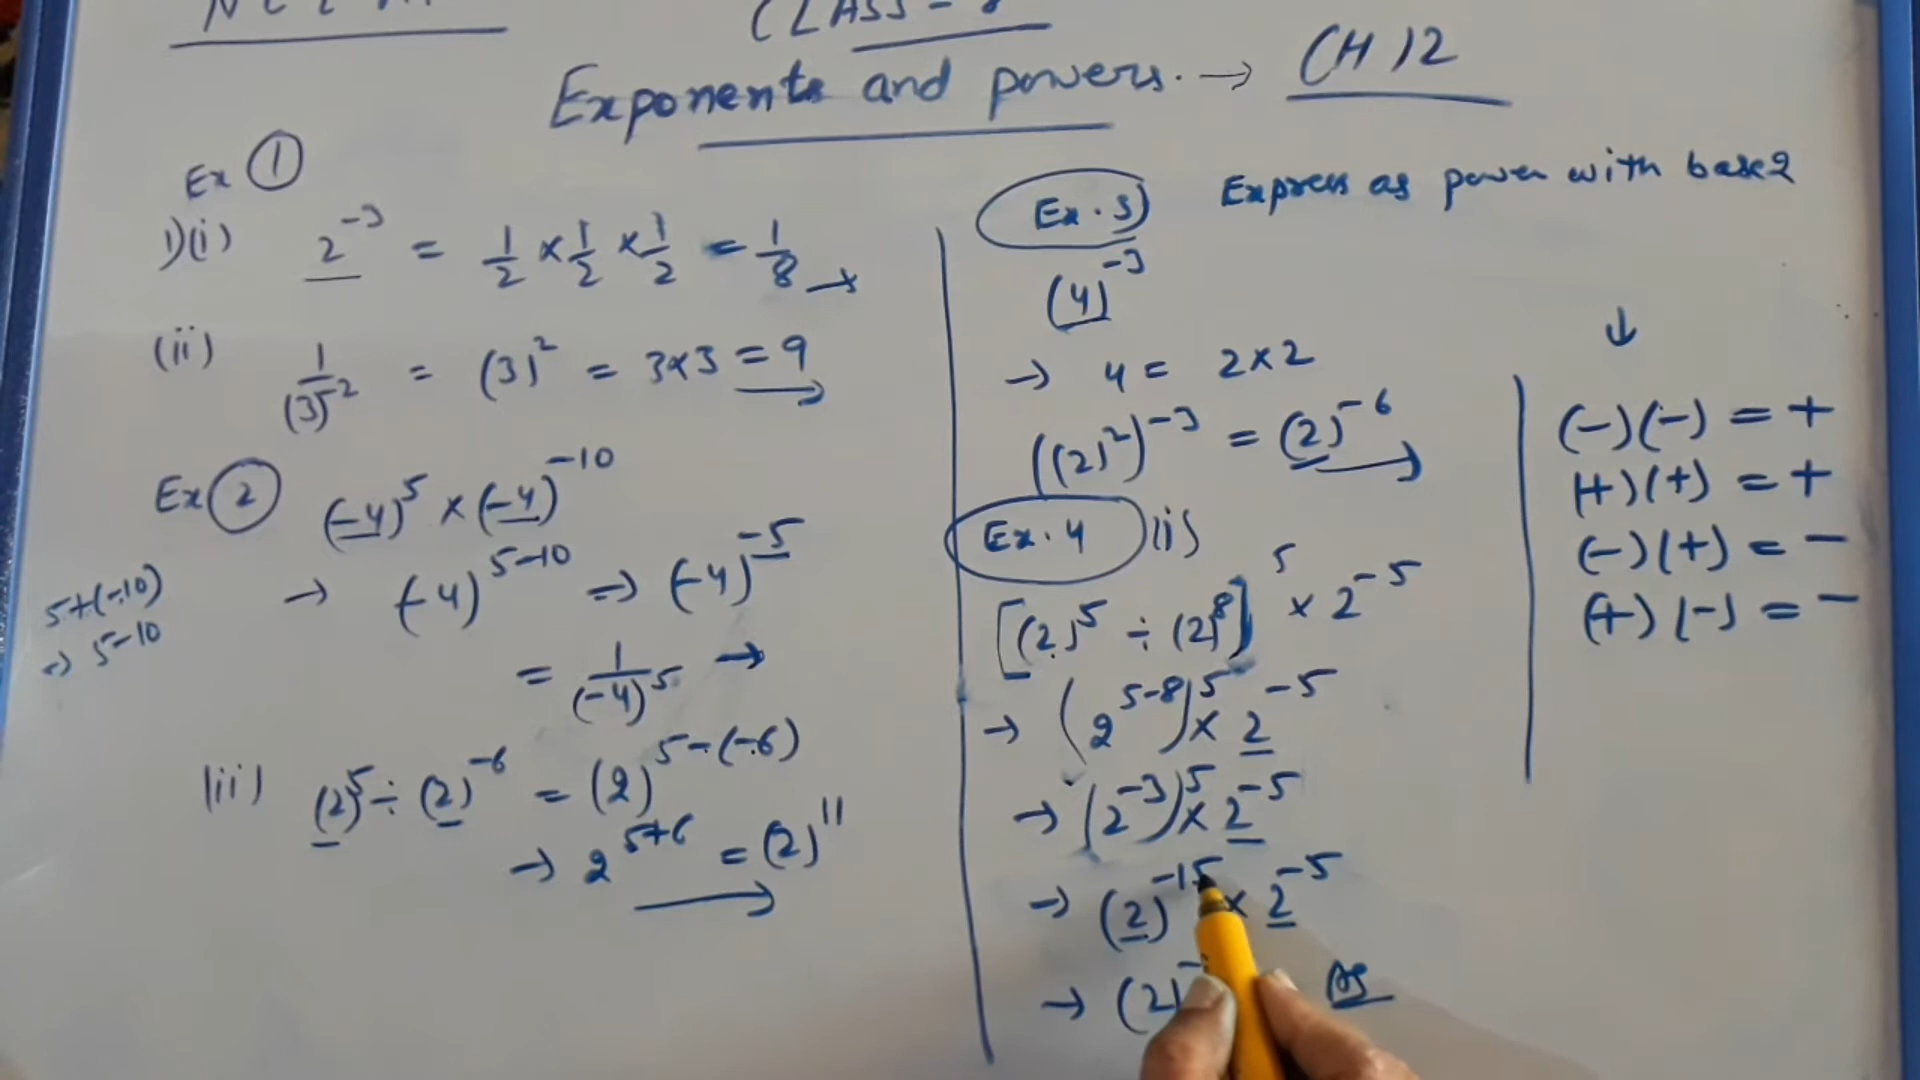 CLASS - 8
Exponents and powers. → CH 12
Ex ①
1)(i) 2^-3 = 1/2 × 1/2 × 1/2 = 1/8 →
(ii) 1/(3)^-2 = (3)^2 = 3×3 = 9
Ex ② (-4)^5 × (-4)^-10
5+(-10)
→ 5-10
→ (-4)^5-10 ⇒ (-4)^-5
= 1/(-4)^5 →
(ii) (2)^5 ÷ (2)^-6 = (2)^5-(-6)
→ 2^5+6 = (2)^11
Ex. 3 Express as power with base 2
(4)^-3
→ 4 = 2×2
((2)^2)^-3 = (2)^-6
Ex. 4 (i)
[(2)^5 ÷ (2)^8]^5 × 2^-5
→ (2^5-8)^5 × 2^-5
→ (2^-3)^5 × 2^-5
→ (2)^-15 × 2^-5
→ (2)^-
↓
(-)(-) = +
(+)(+) = +
(-)(+) = -
(+)(-) = -